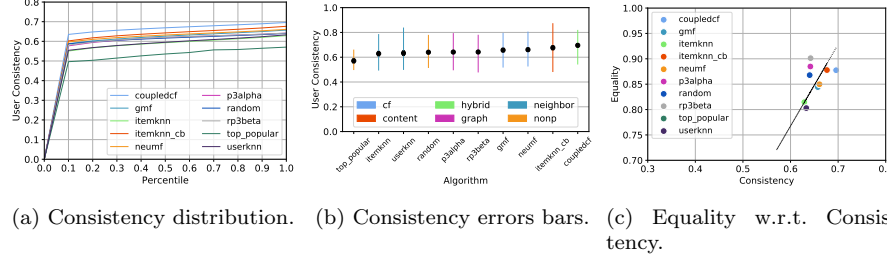 0.8
0.7
0.6
0.5
0.4
0.3
0.2
0.1
0.0
User Consistency
coupledcf
gmf
itemknn
itemknn_cb
neumf
p3alpha
random
rp3beta
top_popular
userknn
0.0 0.1 0.2 0.3 0.4 0.5 0.6 0.7 0.8 0.9 1.0
Percentile
(a) Consistency distribution.
1.0
0.8
0.6
0.4
0.2
0.0
User Consistency
cf
content
hybrid
graph
neighbor
nonp
top_popular
itemknn
userknn
random
p3alpha
rp3beta
gmf
neumf
itemknn_cb
coupledcf
Algorithm
(b) Consistency errors bars.
1.00
0.95
0.90
0.85
0.80
0.75
0.70
Equality
coupledcf
gmf
itemknn
itemknn_cb
neumf
p3alpha
random
rp3beta
top_popular
userknn
0.3 0.5 0.7 0.
Consistency
(c) Equality w.r.t. Consis
tency.